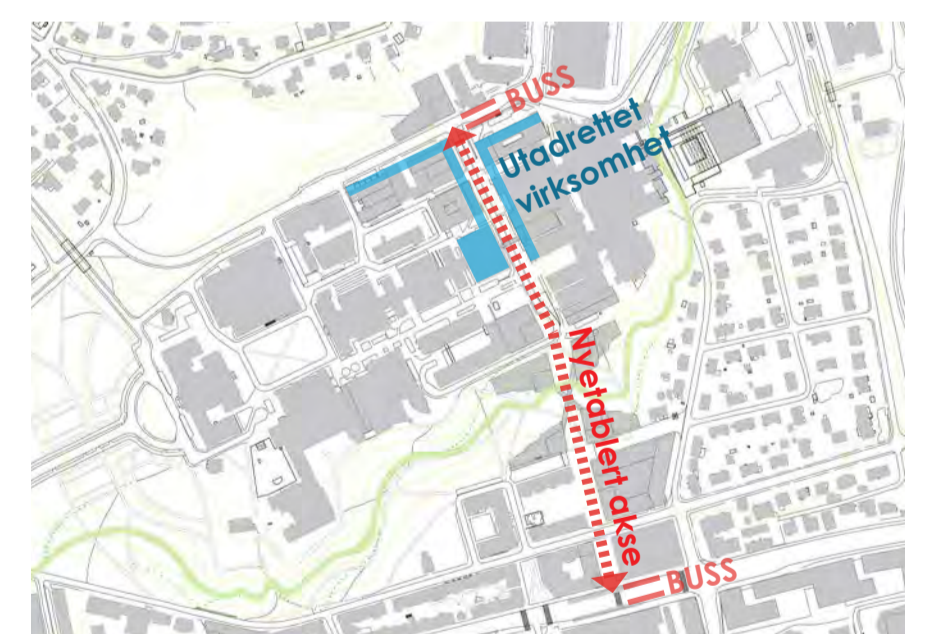 BUSS
Utadrettet
virksomhet
Nyetablert akse
BUSS